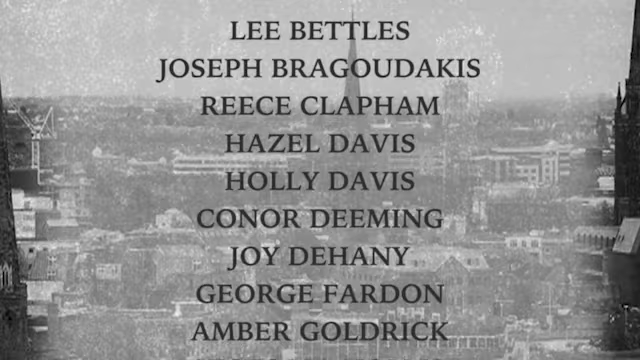 LEE BETTLES
JOSEPH BRAGOUDAKIS
REECE CLAPHAM
HAZEL DAVIS
HOLLY DAVIS
CONOR DEEMING
JOY DEHANY
GEORGE FARDON
AMBER GOLDRICK